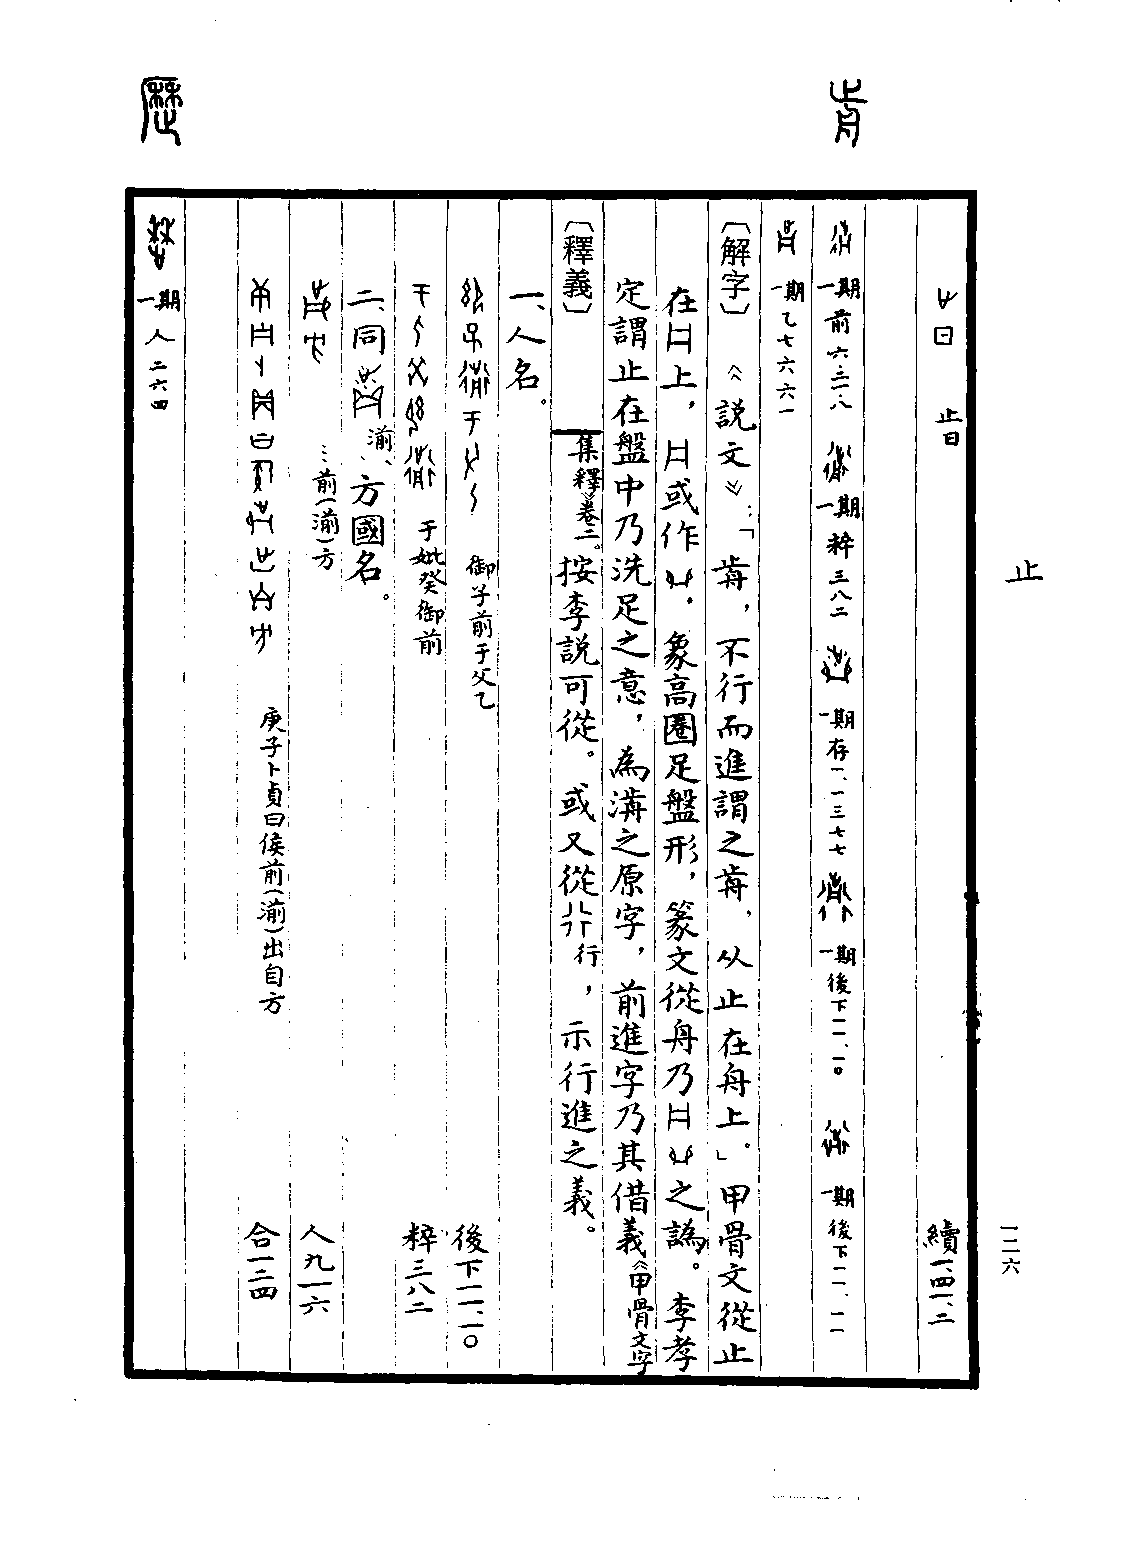 止
一二六
止日 續一、四一、二
歬
一期 前六、二一、八 一期 粹三八二 一期 存一、一三七七 一期 後下一一、一〇 一期 後下一一、一一
一期 乙七六六一
〔解字〕《説文》：「歬，不行而進謂之歬，从止在舟上。」甲骨文從止
在上，或作，象高圈足盤形，篆文從舟乃之譌。李孝
定謂止在盤中乃洗足之意，為湔之原字，前進字乃其借義《甲骨文字
集釋》卷二。按李説可從。或又從行，示行進之義。
〔釋義〕
一、人名。
御子前于父乙 後下一一、一〇
于妣癸御前 粹三八二
二、同湔、方國名。
…前（湔）方 人九一六
庚子卜貞曰侯前（湔）出自方 合一二四
歷
一期 人二六四